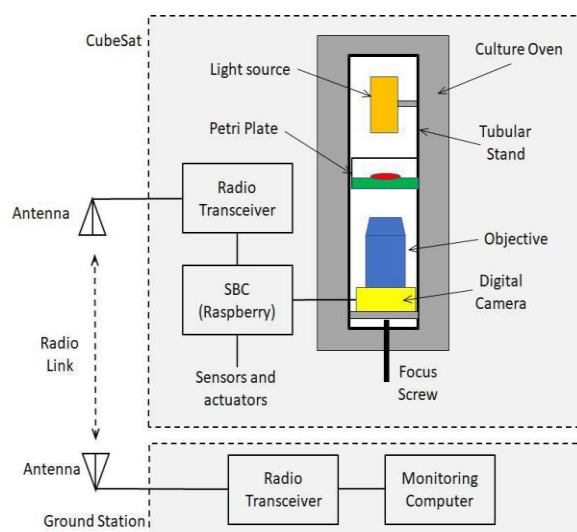 CubeSat
Culture Oven
Light source
Tubular
Stand
Petri Plate
Radio
Transceiver
Antenna
Objective
SBC
(Raspberry)
Digital
Camera
Radio
Link
Sensors and
actuators
Focus
Screw
Antenna
Radio
Transceiver
Monitoring
Computer
Ground Station